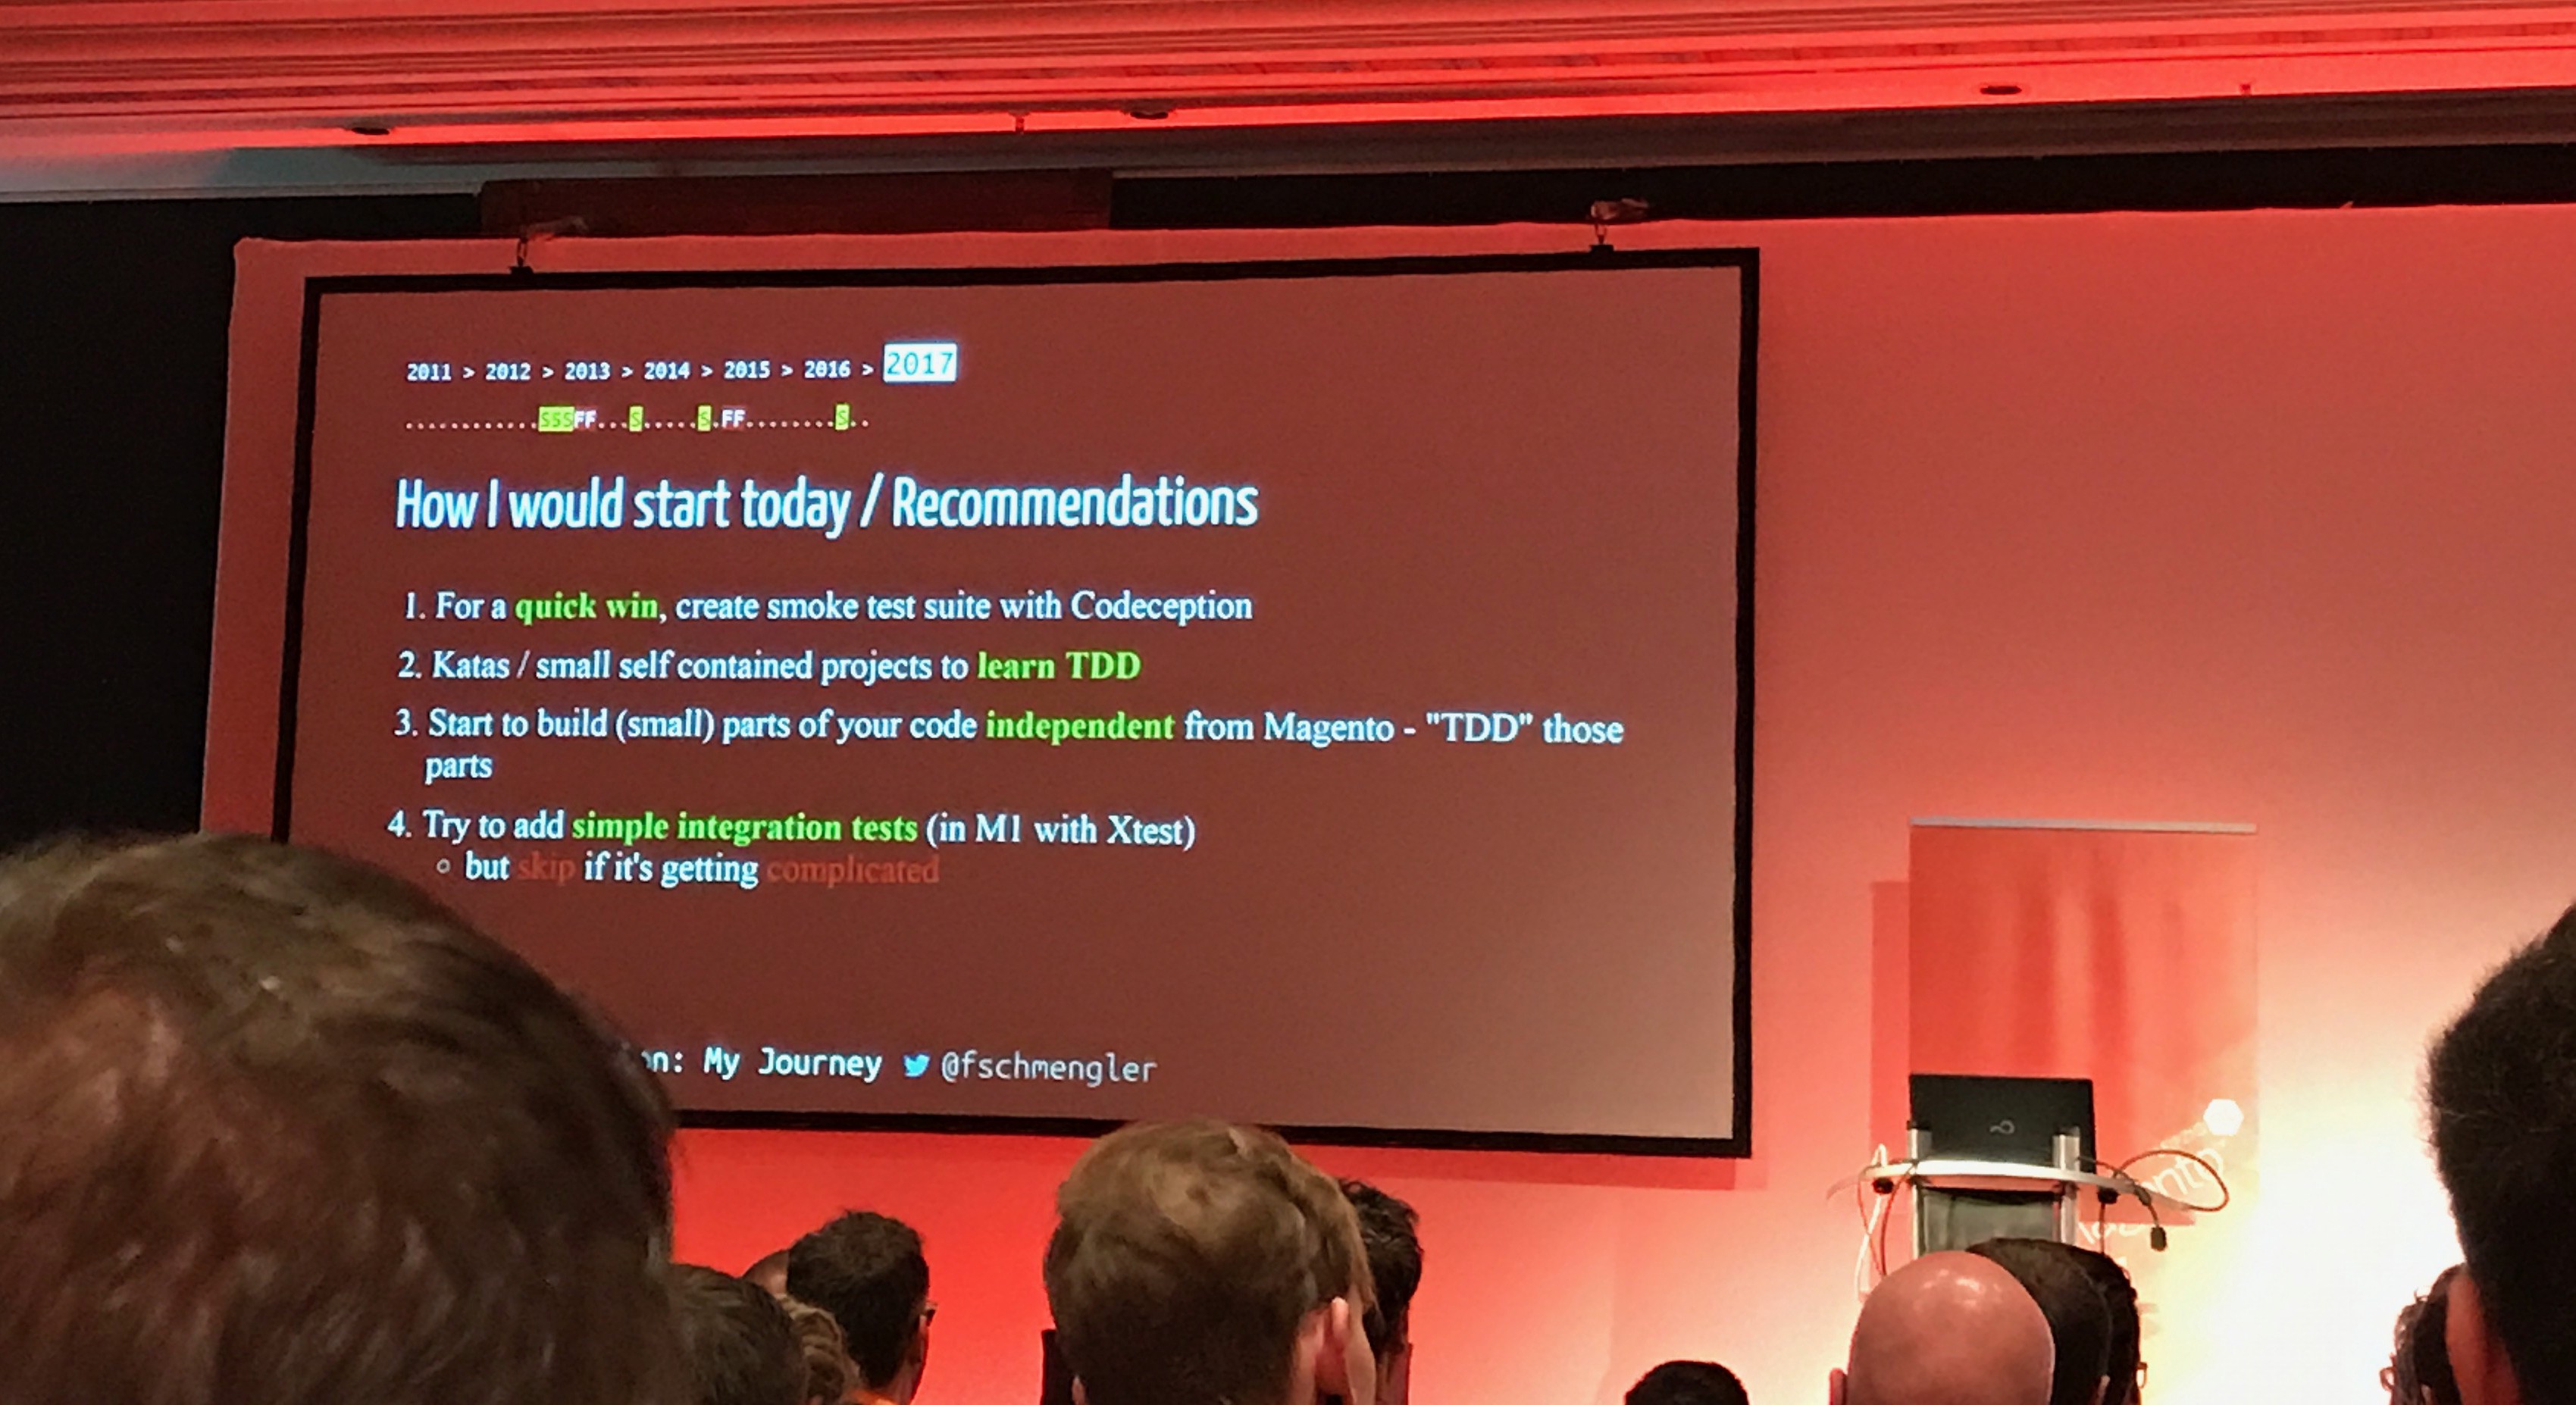 2011 > 2012 > 2013 > 2014 > 2015 > 2016 > 2017
............SSSFF...S.....S.FF........S..
How I would start today / Recommendations
1. For a quick win, create smoke test suite with Codeception
2. Katas / small self contained projects to learn TDD
3. Start to build (small) parts of your code independent from Magento - "TDD" those
parts
4. Try to add simple integration tests (in M1 with Xtest)
○ but skip if it's getting complicated
on: My Journey @fschmengler